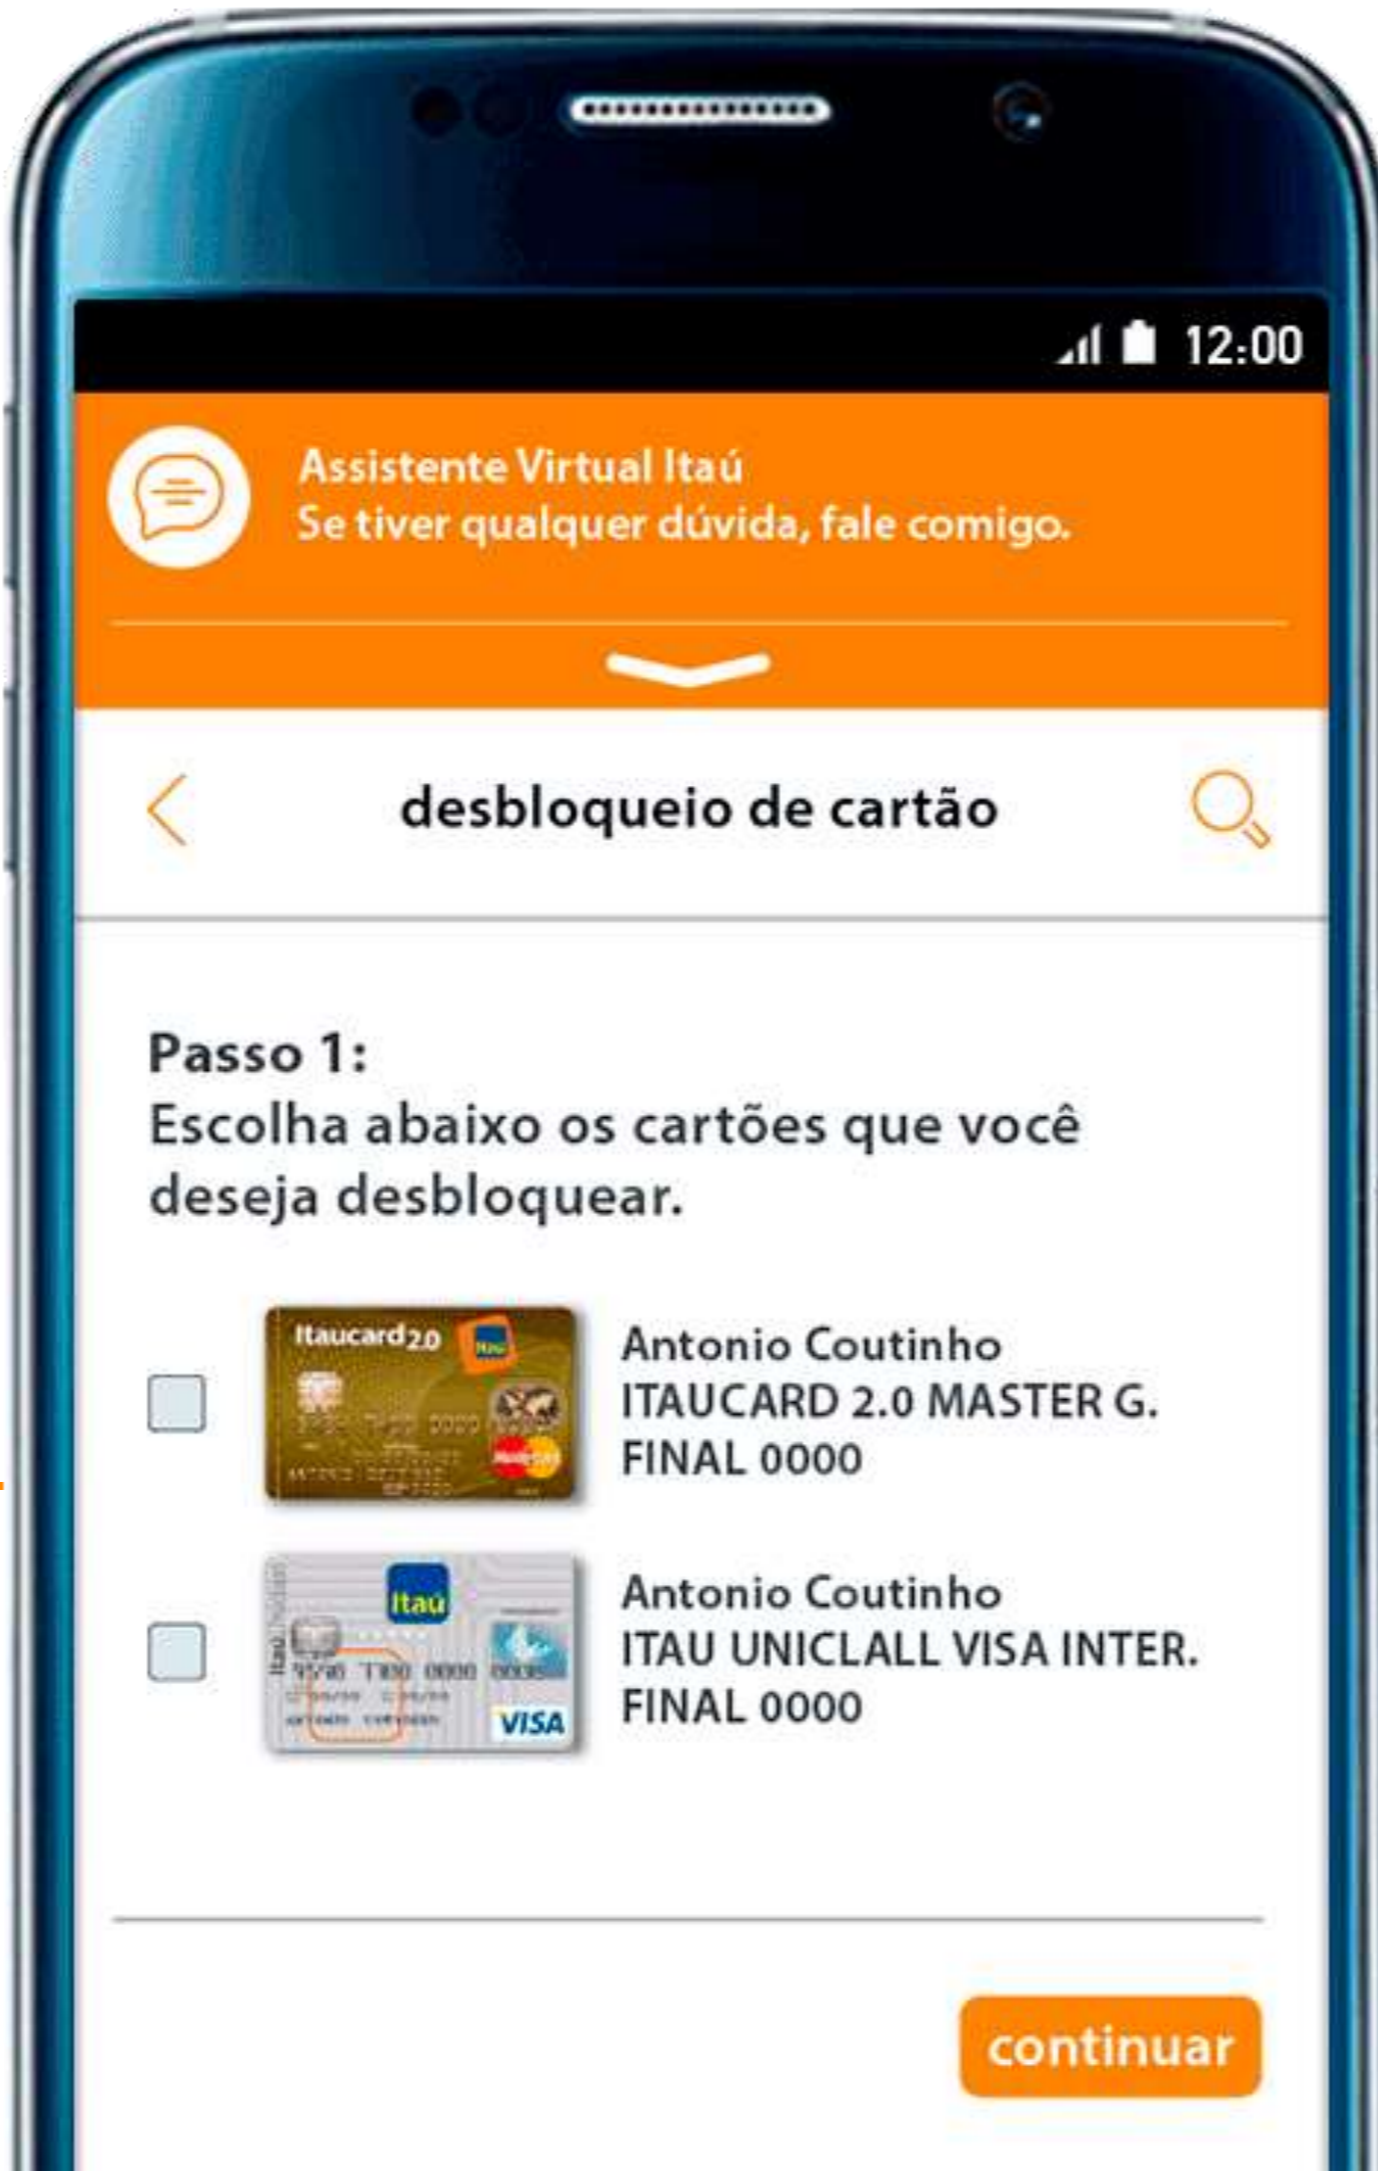 12:00
Assistente Virtual Itaú
Se tiver qualquer dúvida, fale comigo.
desbloqueio de cartão
Passo 1:
Escolha abaixo os cartões que você
deseja desbloquear.
Itaucard 2.0
Itaú
Antonio Coutinho
ITAUCARD 2.0 MASTER G.
FINAL 0000
Itaú
VISA
Antonio Coutinho
ITAU UNICLALL VISA INTER.
FINAL 0000
continuar